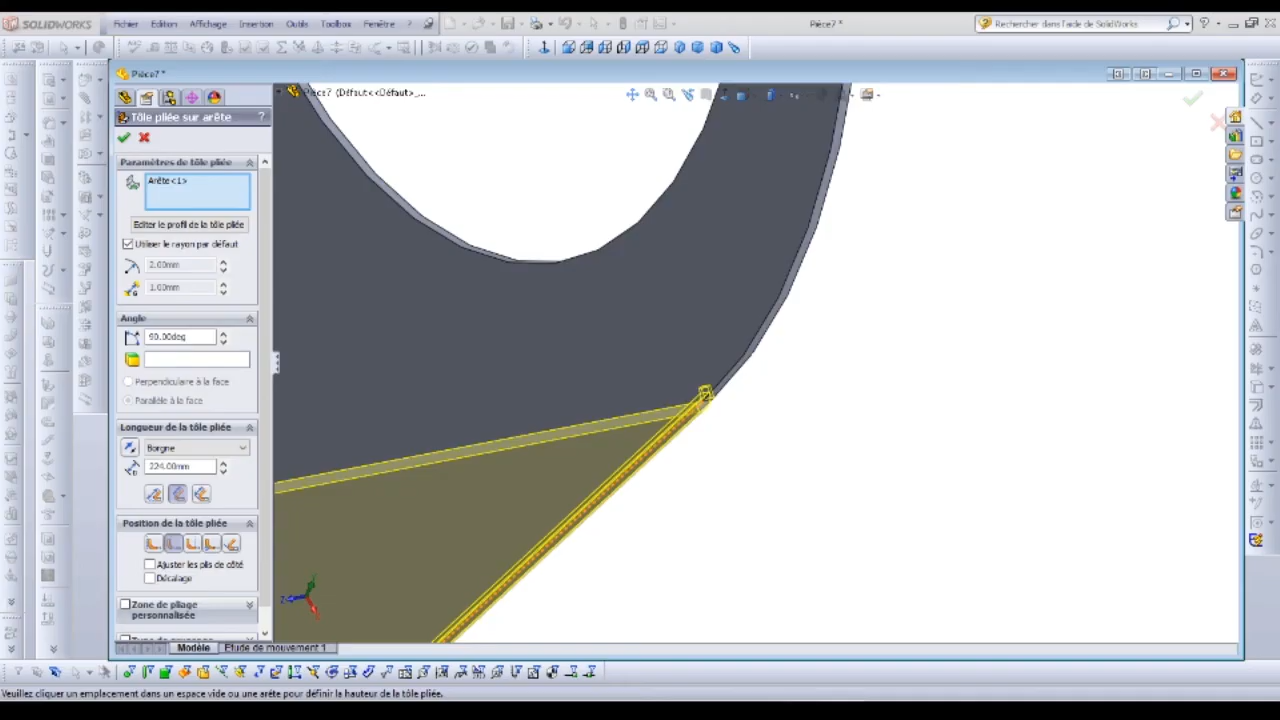 SOLIDWORKS Fichier Edition Affichage Insertion Outils Toolbox Fenêtre ? Pièce7 * Rechercher dans l'aide de SolidWorks
Pièce7 *
Pièce7 (Défaut<<Défaut>_...
Tôle pliée sur arête ?
Paramètres de tôle pliée
Arête<1>
Editer le profil de la tôle pliée
Utiliser le rayon par défaut
2.00mm
1.00mm
Angle
90.00deg
Perpendiculaire à la face
Parallèle à la face
Longueur de la tôle pliée
Borgne
224.00mm
Position de la tôle pliée
Ajuster les plis de côté
Décalage
Zone de pliage
personnalisée
Modèle Etude de mouvement 1
Veuillez cliquer un emplacement dans un espace vide ou une arête pour définir la hauteur de la tôle pliée.